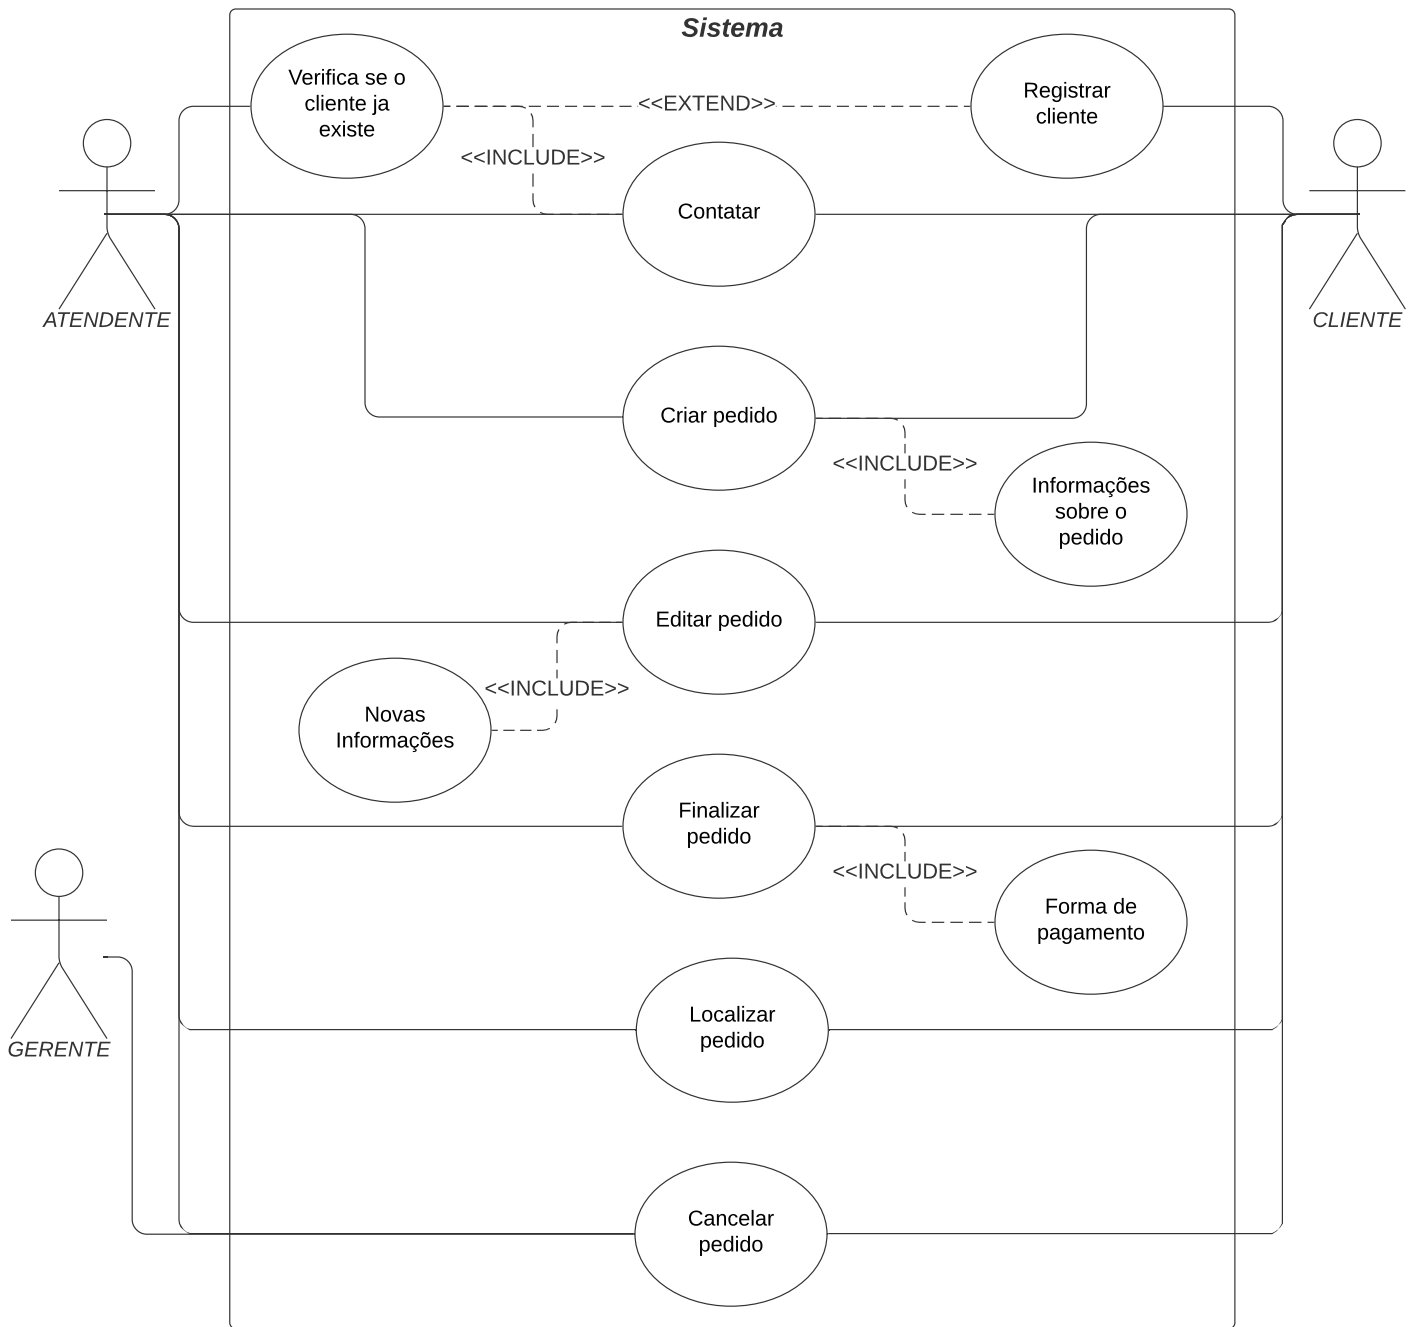 Sistema
Verifica se o
cliente ja
existe
<<EXTEND>>
Registrar
cliente
<<INCLUDE>>
Contatar
ATENDENTE
CLIENTE
Criar pedido
<<INCLUDE>>
Informações
sobre o
pedido
Editar pedido
<<INCLUDE>>
Novas
Informações
Finalizar
pedido
<<INCLUDE>>
Forma de
pagamento
Localizar
pedido
GERENTE
Cancelar
pedido